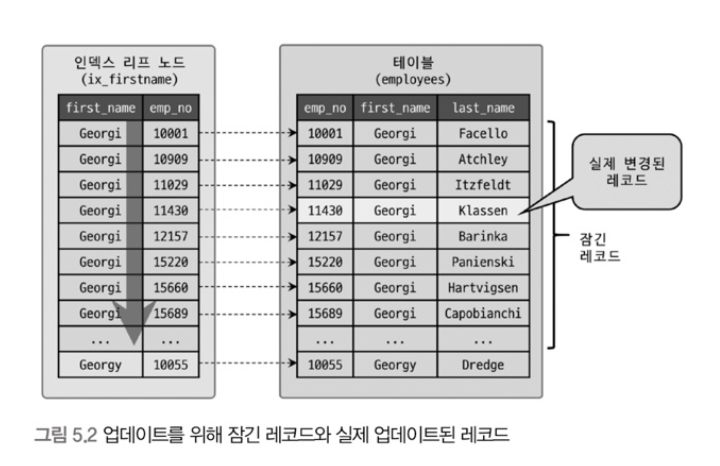 인덱스 리프 노드
(ix_firstname)
first_name emp_no
Georgi 10001
Georgi 10909
Georgi 11029
Georgi 11430
Georgi 12157
Georgi 15220
Georgi 15660
Georgi 15689
... ...
Georgy 10055
테이블
(employees)
emp_no first_name last_name
10001 Georgi Facello
10909 Georgi Atchley
11029 Georgi Itzfeldt
11430 Georgi Klassen
12157 Georgi Barinka
15220 Georgi Panienski
15660 Georgi Hartvigsen
15689 Georgi Capobianchi
... ... ...
10055 Georgy Dredge
실제 변경된
레코드
잠긴
레코드
그림 5.2 업데이트를 위해 잠긴 레코드와 실제 업데이트된 레코드